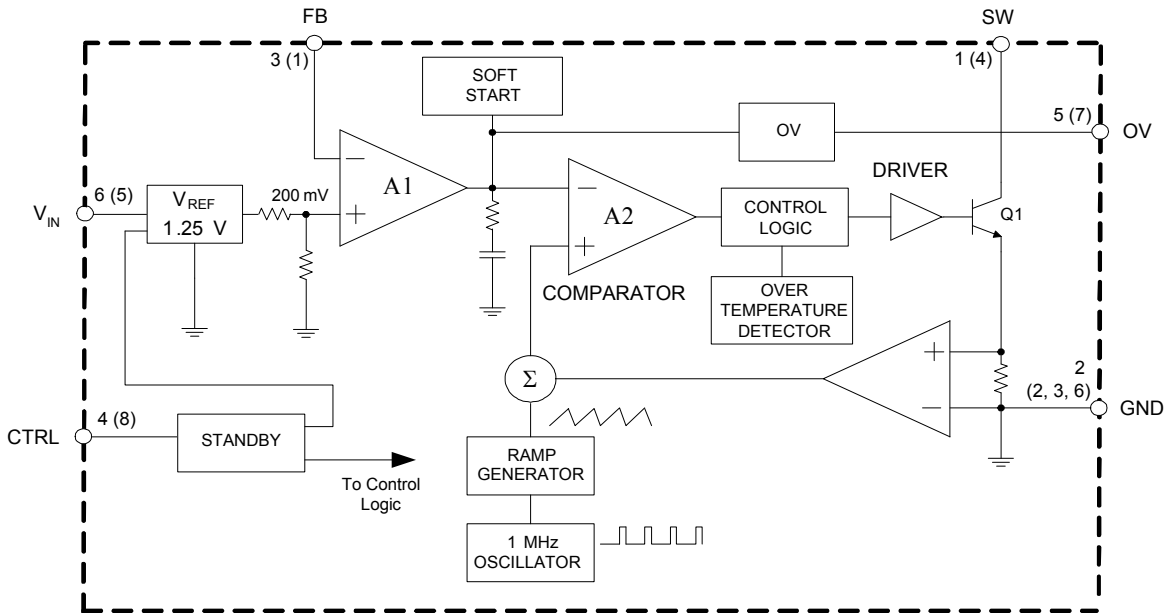 FB
SW
3 (1)
1 (4)
SOFT
START
5 (7)
OV
OV
DRIVER
6 (5)
V_IN
V_REF
1.25 V
200 mV
−
A1
+
−
A2
+
CONTROL
LOGIC
Q1
COMPARATOR
OVER
TEMPERATURE
DETECTOR
Σ
+
−
2
(2, 3, 6)
GND
CTRL
4 (8)
STANDBY
To Control
Logic
RAMP
GENERATOR
1 MHz
OSCILLATOR